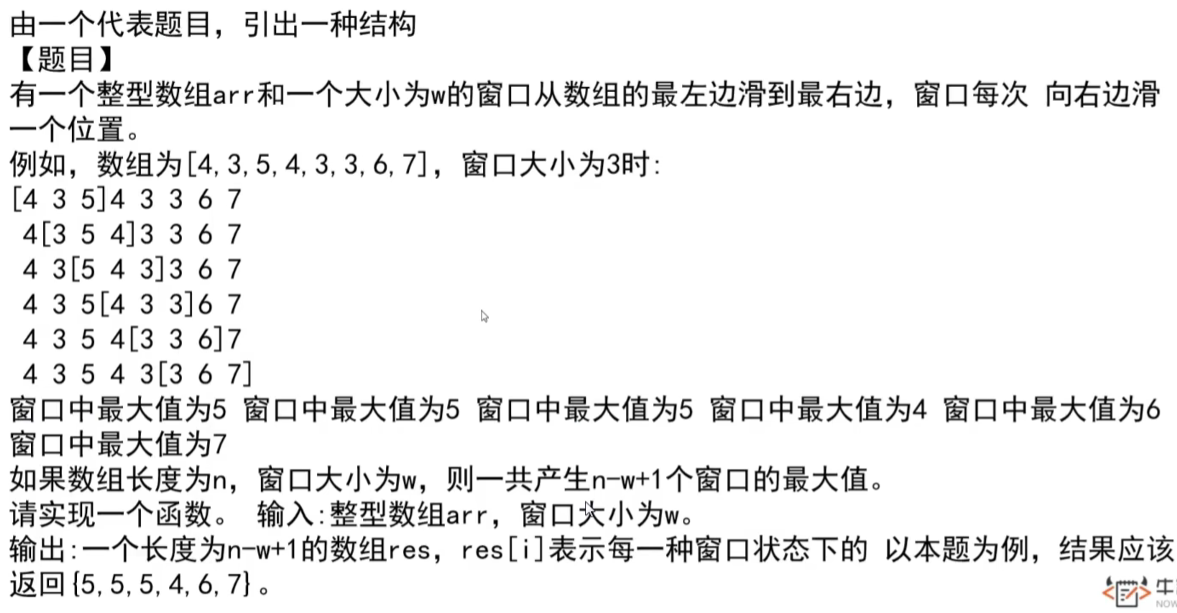 由一个代表题目，引出一种结构
【题目】
有一个整型数组arr和一个大小为w的窗口从数组的最左边滑到最右边，窗口每次 向右边滑
一个位置。
例如，数组为[4,3,5,4,3,3,6,7]，窗口大小为3时:
[4 3 5]4 3 3 6 7
4[3 5 4]3 3 6 7
4 3[5 4 3]3 6 7
4 3 5[4 3 3]6 7
4 3 5 4[3 3 6]7
4 3 5 4 3[3 6 7]
窗口中最大值为5 窗口中最大值为5 窗口中最大值为5 窗口中最大值为4 窗口中最大值为6
窗口中最大值为7
如果数组长度为n，窗口大小为w，则一共产生n-w+1个窗口的最大值。
请实现一个函数。 输入:整型数组arr，窗口大小为w。
输出:一个长度为n-w+1的数组res，res[i]表示每一种窗口状态下的 以本题为例，结果应该
返回{5,5,5,4,6,7}。
牛
NOW